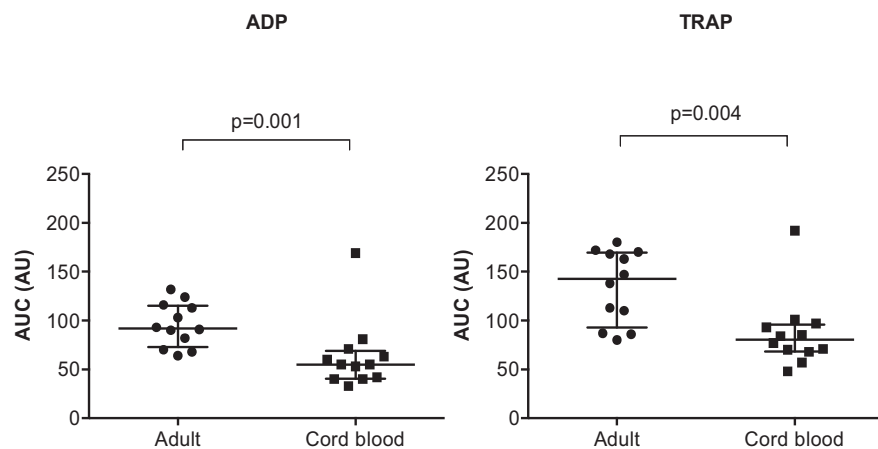 ADP
p=0.001
250
200
150
100
50
0
AUC (AU)
Adult
Cord blood
TRAP
p=0.004
250
200
150
100
50
0
AUC (AU)
Adult
Cord blood